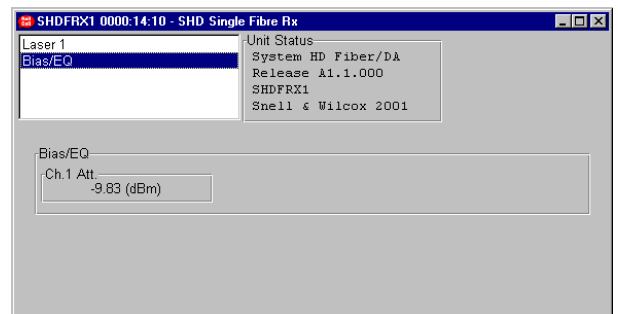 SHDFRX1 0000:14:10 - SHD Single Fibre Rx
Laser 1
Bias/EQ
Unit Status
System HD Fiber/DA
Release A1.1.000
SHDFRX1
Snell & Wilcox 2001
Bias/EQ
Ch.1 Att.
-9.83 (dBm)